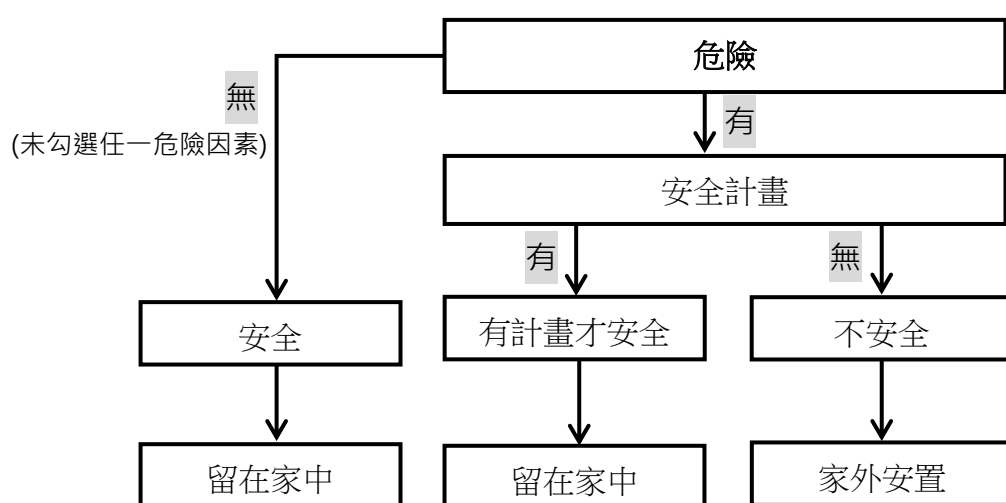 危險
無
(未勾選任一危險因素)
有
安全計畫
有
無
安全
有計畫才安全
不安全
留在家中
留在家中
家外安置